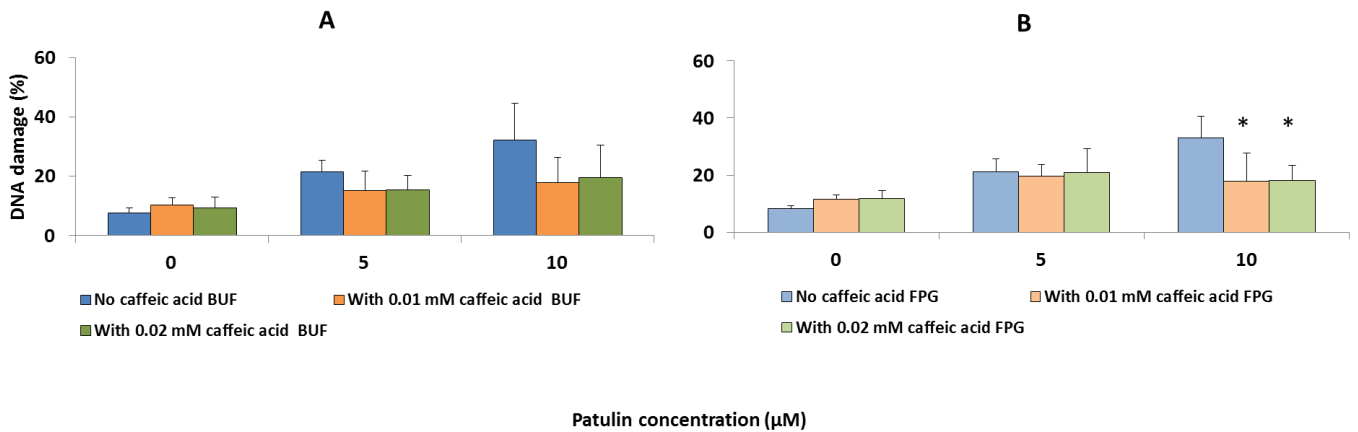 A
DNA damage (%)
60
40
20
0
0
5
10
No caffeic acid BUF
With 0.01 mM caffeic acid BUF
With 0.02 mM caffeic acid BUF
B
60
40
20
0
* *
0
5
10
No caffeic acid FPG
With 0.01 mM caffeic acid FPG
With 0.02 mM caffeic acid FPG
Patulin concentration (μM)